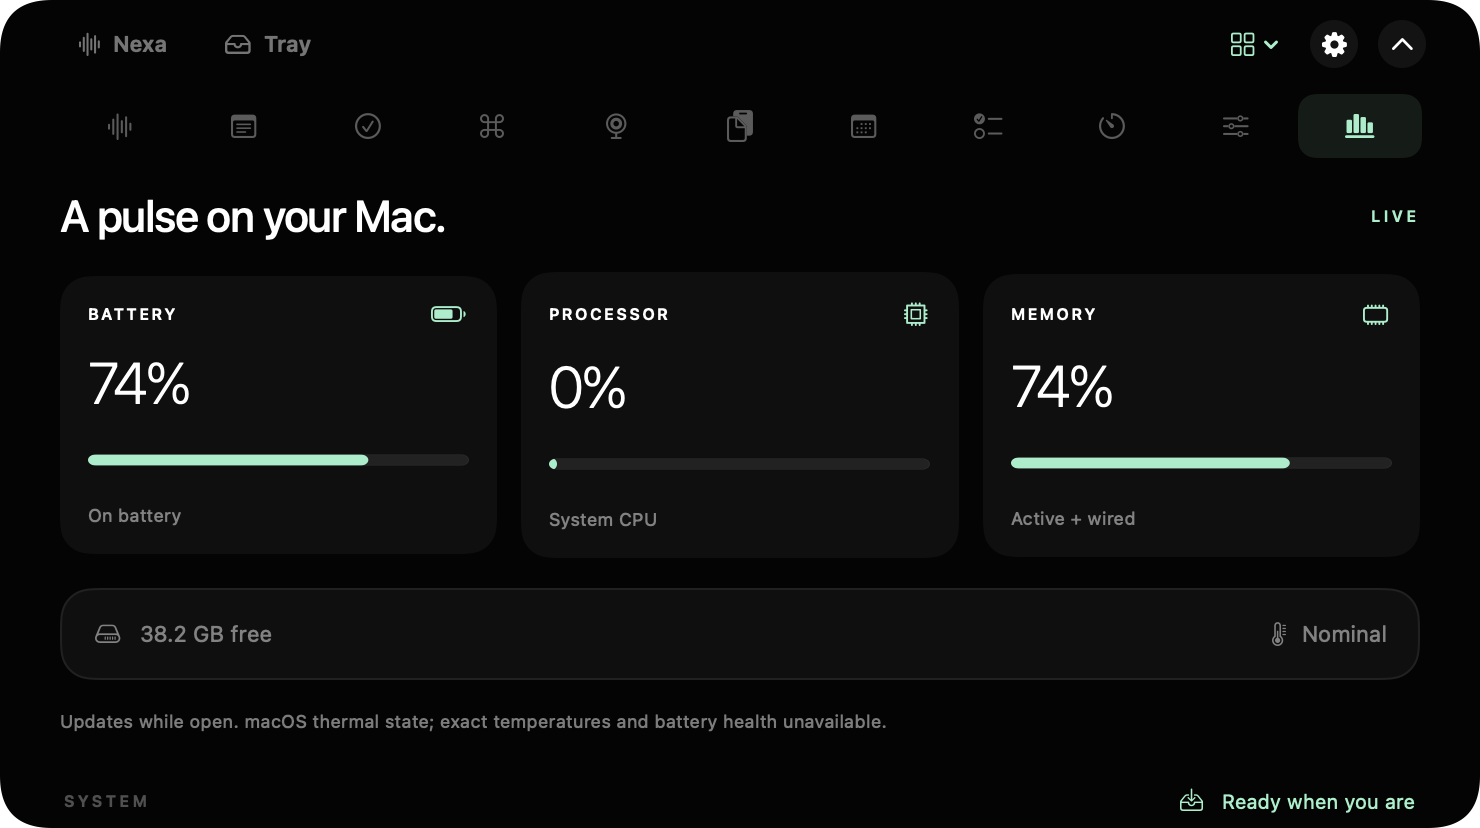 Nexa
Tray
A pulse on your Mac.
LIVE
BATTERY
74%
On battery
PROCESSOR
0%
System CPU
MEMORY
74%
Active + wired
38.2 GB free
Nominal
Updates while open. macOS thermal state; exact temperatures and battery health unavailable.
SYSTEM
Ready when you are